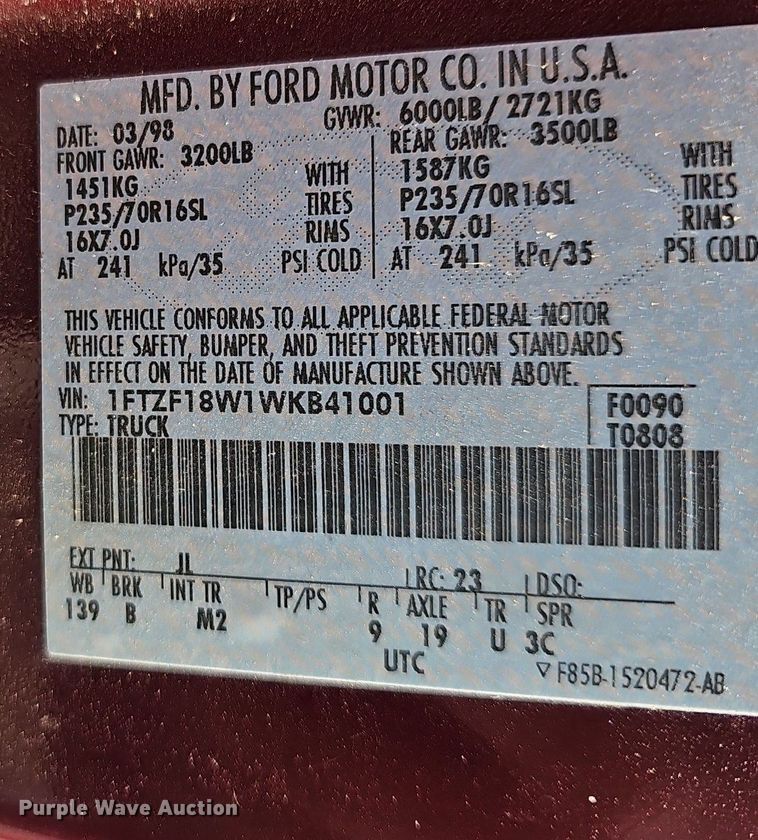 MFD. BY FORD MOTOR CO. IN U.S.A.
DATE: 03/98 GVWR: 6000LB/ 2721KG
FRONT GAWR: 3200LB REAR GAWR: 3500LB
1451KG WITH 1587KG WITH
P235/70R16SL TIRES P235/70R16SL TIRES
16X7.0J RIMS 16X7.0J RIMS
AT 241 kPa/35 PSI COLD AT 241 kPa/35 PSI COLD
THIS VEHICLE CONFORMS TO ALL APPLICABLE FEDERAL MOTOR
VEHICLE SAFETY, BUMPER, AND THEFT PREVENTION STANDARDS
IN EFFECT ON THE DATE OF MANUFACTURE SHOWN ABOVE.
VIN: 1FTZF18W1WKB41001 F0090
TYPE: TRUCK T0808
EXT PNT: JL RC: 23 DSO:
WB BRK INT TR TP/PS R AXLE TR SPR
139 B M2 9 19 U 3C
UTC ▽ F85B-1520472-AB
Purple Wave Auction